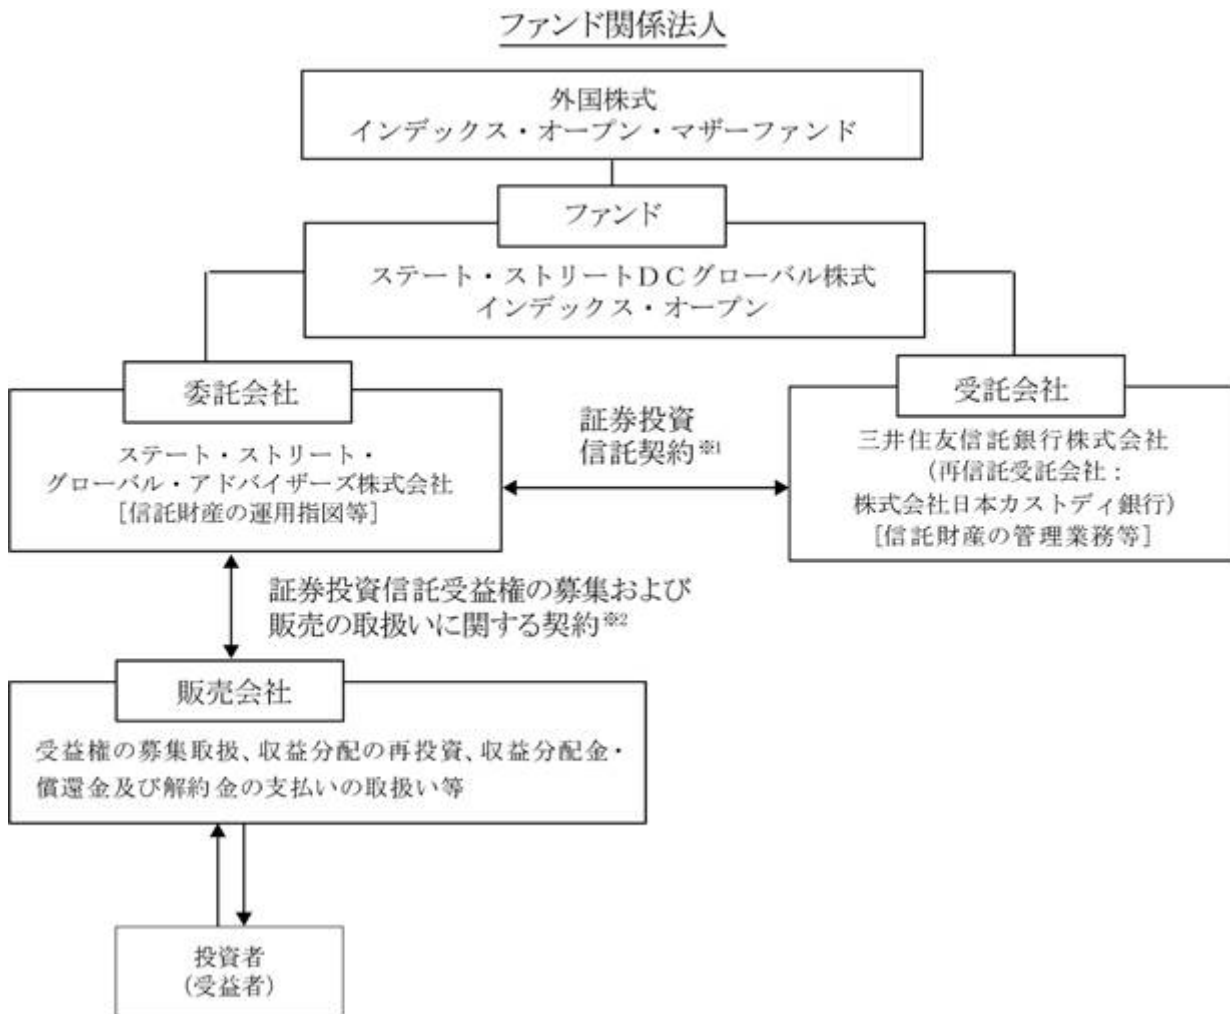 ファンド関係法人
外国株式
インデックス・オープン・マザーファンド
ファンド
ステート・ストリートＤＣグローバル株式
インデックス・オープン
委託会社
ステート・ストリート・
グローバル・アドバイザーズ株式会社
[信託財産の運用指図等]
証券投資
信託契約※1
受託会社
三井住友信託銀行株式会社
(再信託受託会社：
株式会社日本カストディ銀行)
[信託財産の管理業務等]
証券投資信託受益権の募集および
販売の取扱いに関する契約※2
販売会社
受益権の募集取扱、収益分配の再投資、収益分配金・
償還金及び解約金の支払いの取扱い等
投資者
(受益者)